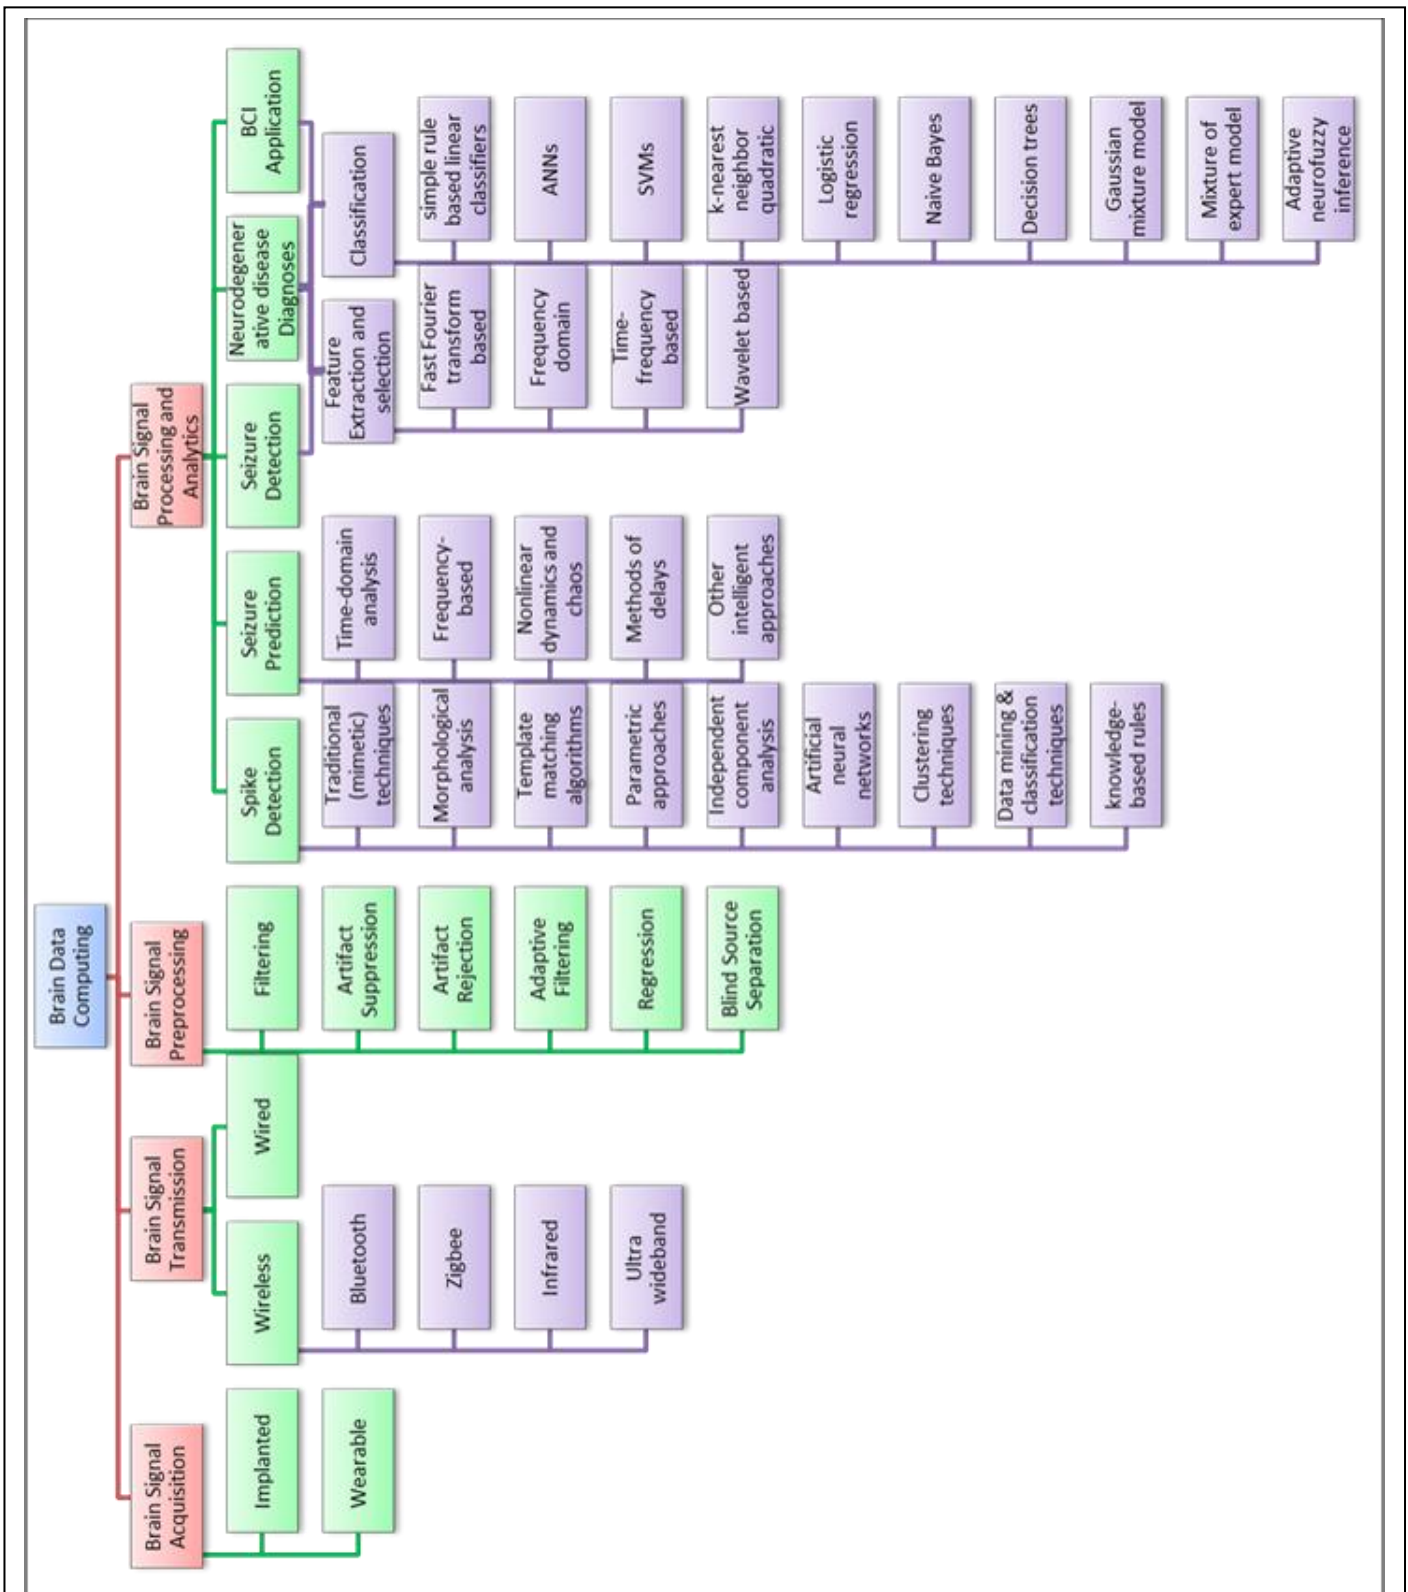 Brain Data
Computing
Brain Signal
Acquisition
Implanted
Wearable
Brain Signal
Transmission
Wireless
Bluetooth
Zigbee
Infrared
Ultra
wideband
Wired
Brain Signal
Preprocessing
Filtering
Artifact
Suppression
Artifact
Rejection
Adaptive
Filtering
Regression
Blind Source
Separation
Brain Signal
Processing and
Analytics
Spike
Detection
Traditional
(mimetic)
techniques
Morphological
analysis
Template
matching
algorithms
Parametric
approaches
Independent
component
analysis
Artificial
neural
networks
Clustering
techniques
Data mining &
classification
techniques
knowledge-
based rules
Seizure
Prediction
Time-domain
analysis
Frequency-
based
Nonlinear
dynamics and
chaos
Methods of
delays
Other
intelligent
approaches
Seizure
Detection
Neurodegener
ative disease
Diagnoses
BCI
Application
Feature
Extraction and
selection
Fast Fourier
transform
based
Frequency
domain
Time-
frequency
based
Wavelet based
Classification
simple rule
based linear
classifiers
ANNs
SVMs
k-nearest
neighbor
quadratic
Logistic
regression
Naive Bayes
Decision trees
Gaussian
mixture model
Mixture of
expert model
Adaptive
neurofuzzy
inference